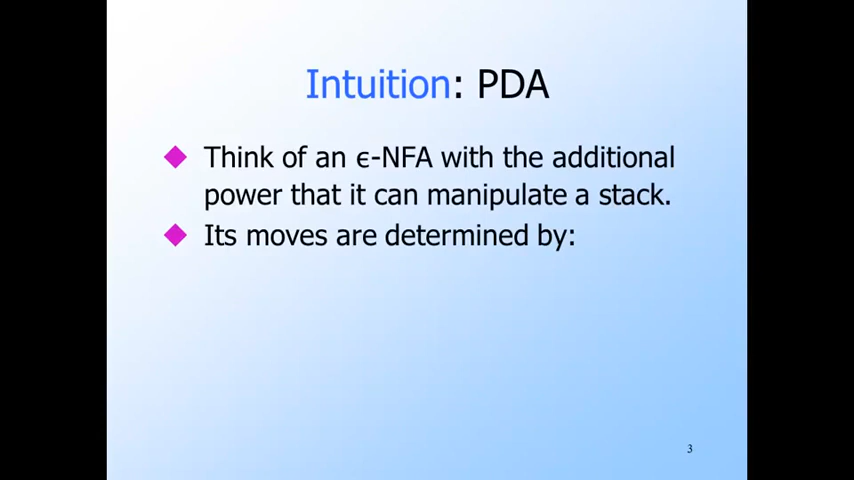 Intuition: PDA
Think of an ϵ-NFA with the additional
power that it can manipulate a stack.
Its moves are determined by:
3